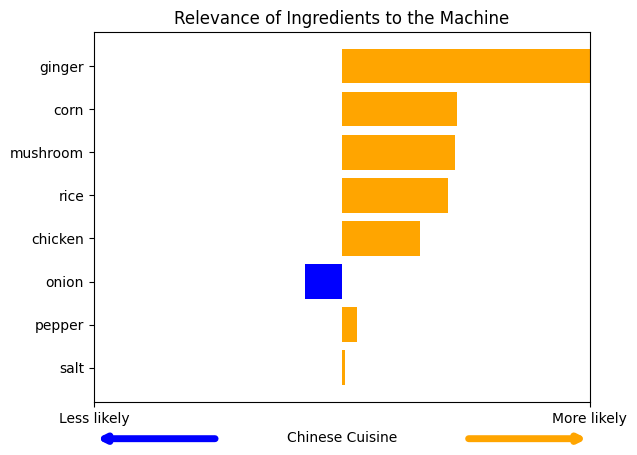 Relevance of Ingredients to the Machine
ginger
corn
mushroom
rice
chicken
onion
pepper
salt
Less likely
More likely
Chinese Cuisine